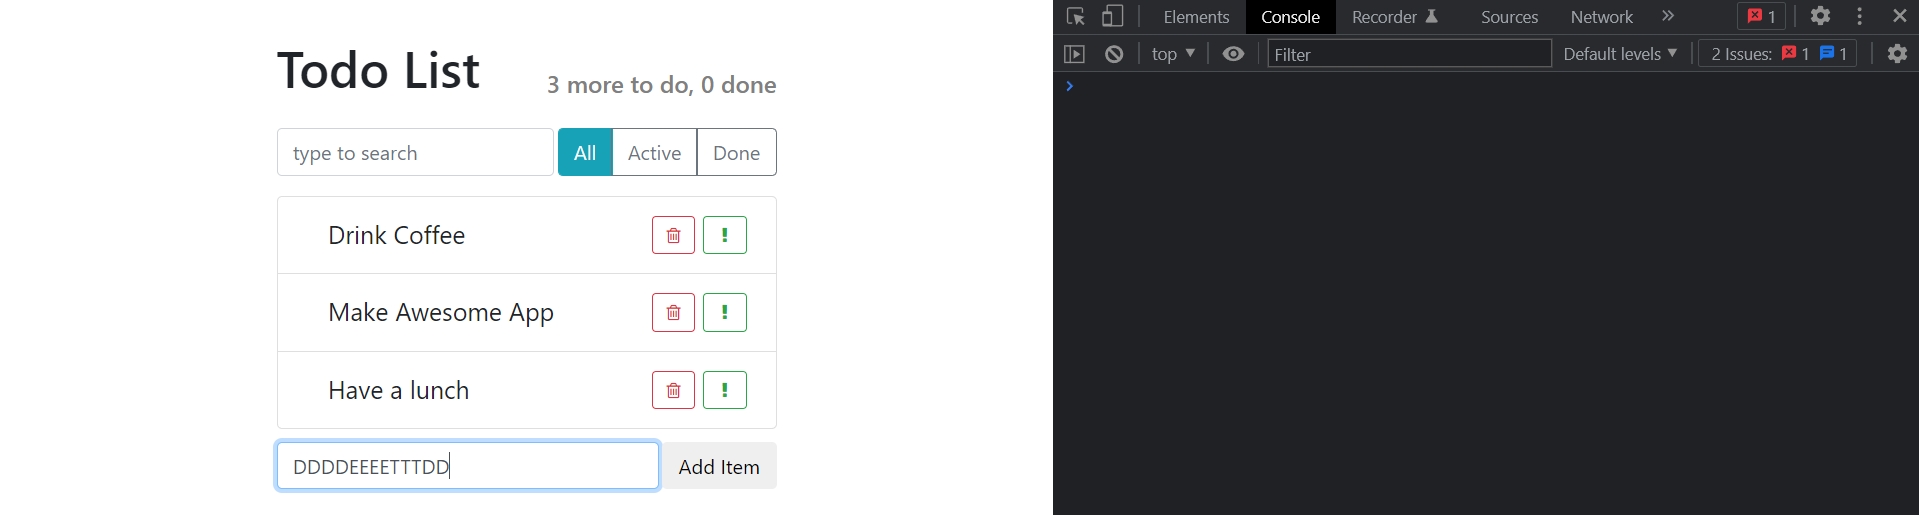 Todo List
3 more to do, 0 done
type to search
All Active Done
Drink Coffee
Make Awesome App
Have a lunch
DDDDEEEETTTDD
Add Item
Elements Console Recorder Sources Network 1
top Filter Default levels 2 Issues: 1 1